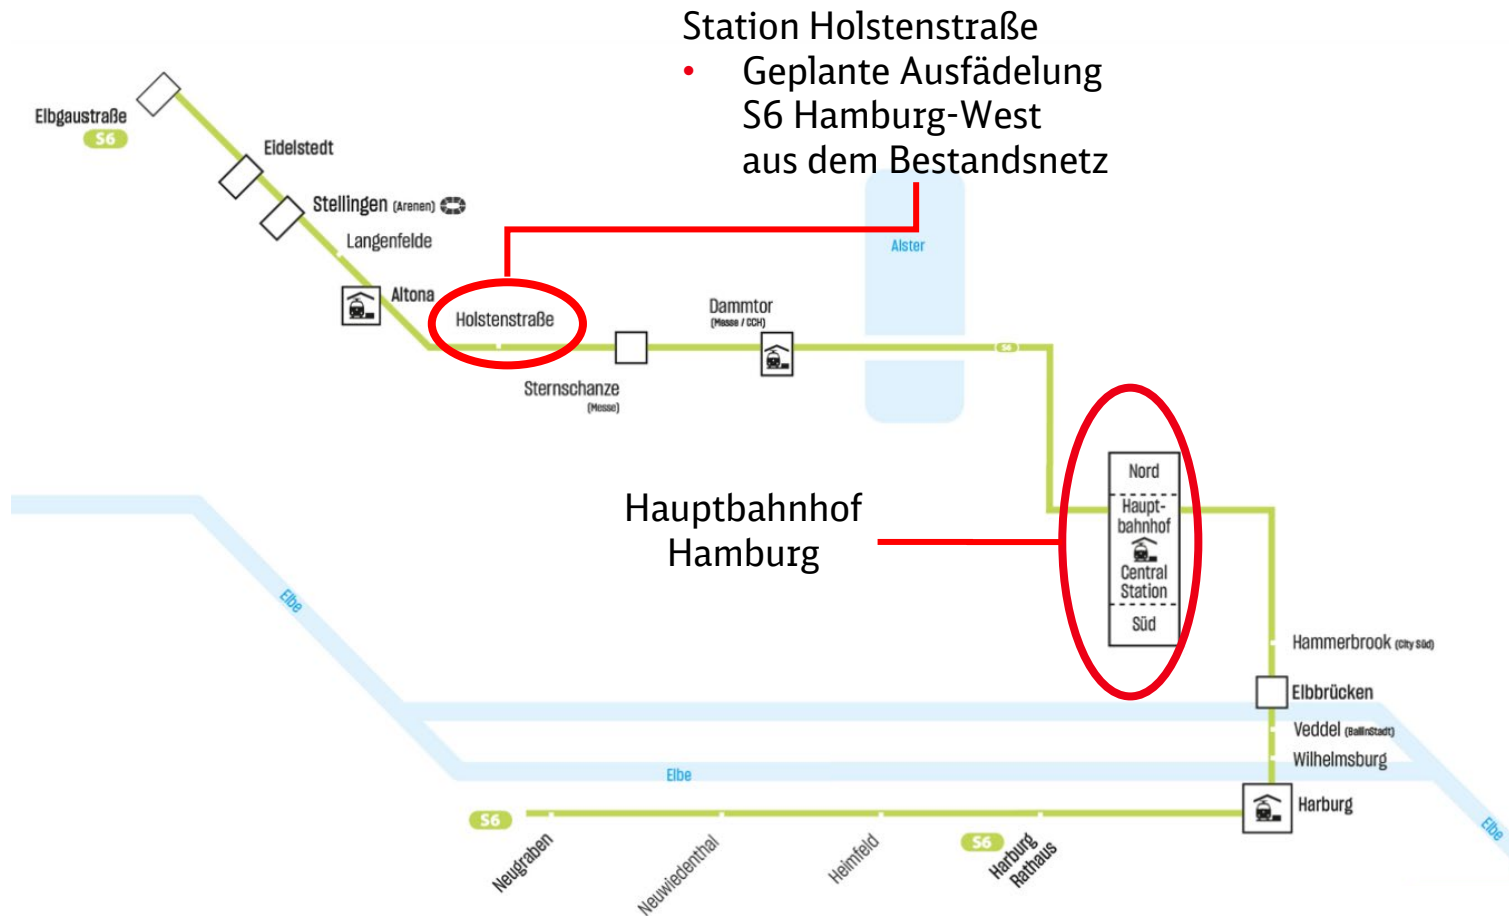 Station Holstenstraße
• Geplante Ausfädelung
S6 Hamburg-West
aus dem Bestandsnetz
Elbgaustraße
S6
Eidelstedt
Stellingen (Arenen)
Langenfelde
Altona
Holstenstraße
Sternschanze
(Messe)
Dammtor
(Messe / CCH)
Alster
S6
Hauptbahnhof
Hamburg
Nord
Haupt-
bahnhof
Central
Station
Süd
Hammerbrook (City Süd)
Elbbrücken
Veddel (BallinStadt)
Wilhelmsburg
Harburg
Elbe
Elbe
Elbe
S6
Neugraben
Neuwiedenthal
Heimfeld
S6
Harburg
Rathaus